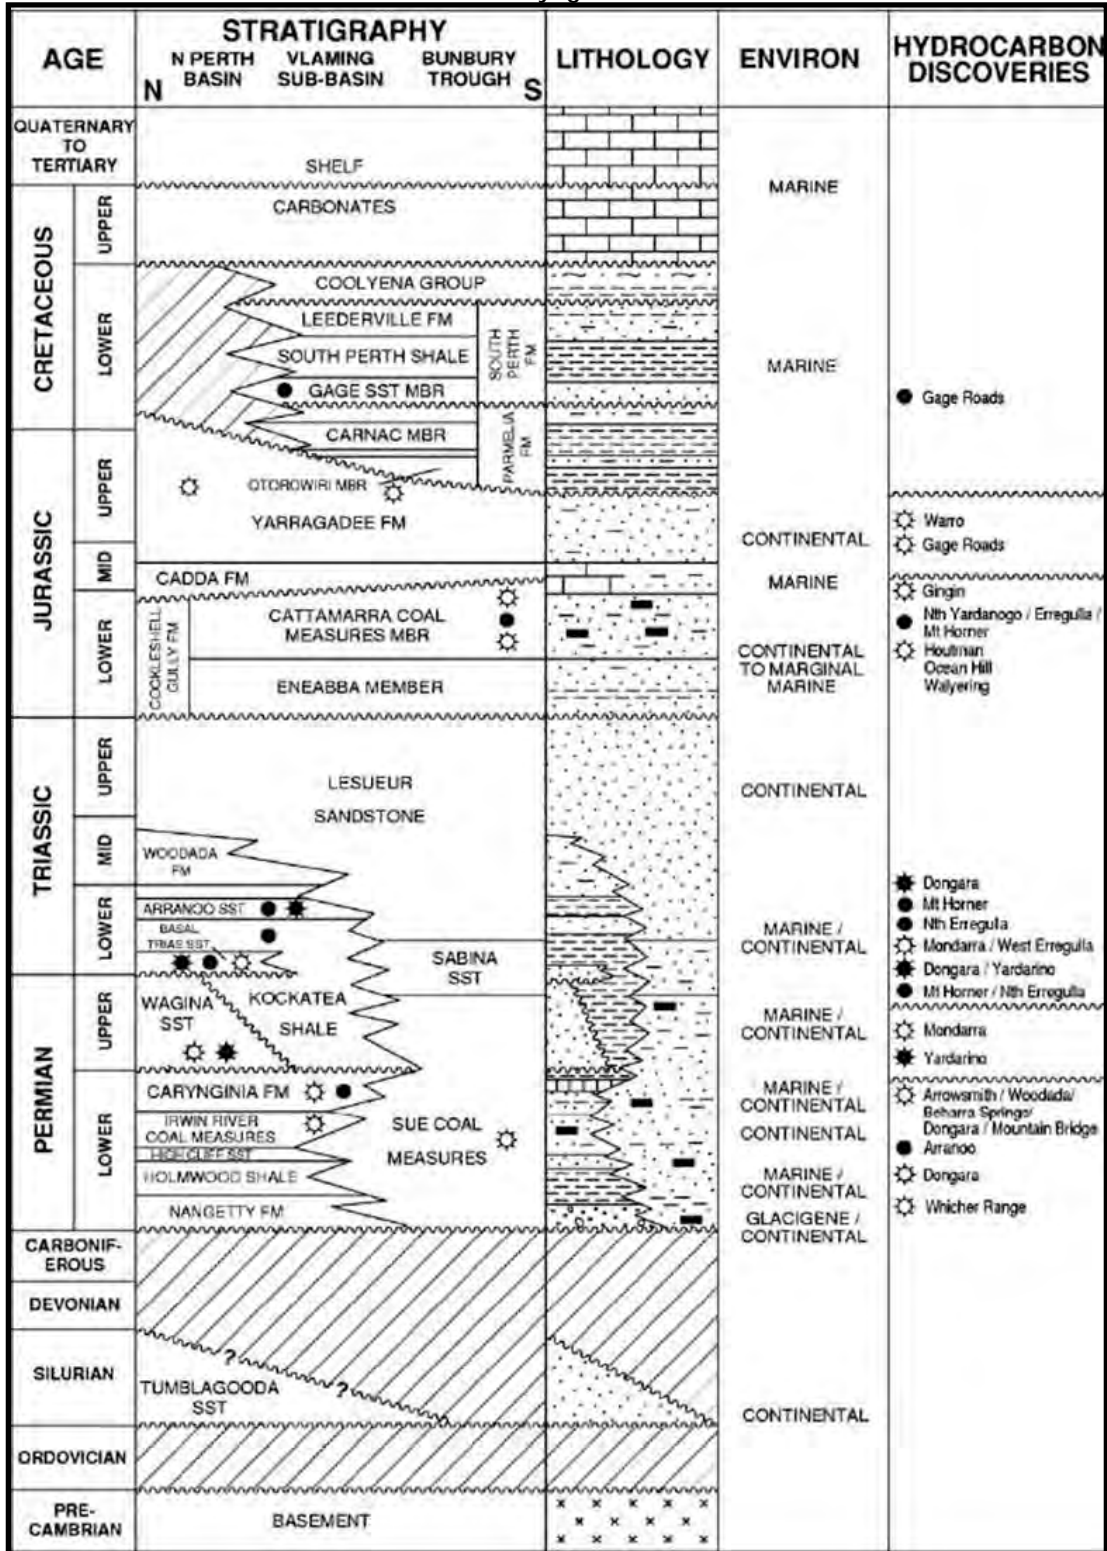 AGE
STRATIGRAPHY
N PERTH BASIN
VLAMING SUB-BASIN
BUNBURY TROUGH
N
S
LITHOLOGY
ENVIRON
HYDROCARBON
DISCOVERIES
QUATERNARY
TO
TERTIARY
SHELF
MARINE
CRETACEOUS
UPPER
CARBONATES
LOWER
COOLYENA GROUP
LEEDERVILLE FM
SOUTH PERTH SHALE
GAGE SST MBR
SOUTH PERTH FM
MARINE
Gage Roads
CARNAC MBR
PARMELIA FM
JURASSIC
UPPER
OTOROWIRI MBR
YARRAGADEE FM
CONTINENTAL
Warro
Gage Roads
MID
CADDA FM
MARINE
Gingin
LOWER
COCKLESHELL GULLY FM
CATTAMARRA COAL
MEASURES MBR
ENEABBA MEMBER
CONTINENTAL
TO MARGINAL
MARINE
Nth Yardanogo / Erregulla /
Mt Horner
Houtman
Ocean Hill
Walyering
TRIASSIC
UPPER
LESUEUR
SANDSTONE
CONTINENTAL
MID
WOODADA
FM
LOWER
ARRANOO SST
BASAL
TRIAS SST
SABINA
SST
MARINE /
CONTINENTAL
Dongara
Mt Horner
Nth Erregulla
Mondarra / West Erregulla
Dongara / Yardarino
Mt Horner / Nth Erregulla
PERMIAN
UPPER
WAGINA
SST
KOCKATEA
SHALE
MARINE /
CONTINENTAL
Mondarra
Yardarino
LOWER
CARYNGINIA FM
IRWIN RIVER
COAL MEASURES
HIGH CLIFF SST
HOLMWOOD SHALE
NANGETTY FM
SUE COAL
MEASURES
MARINE /
CONTINENTAL
CONTINENTAL
MARINE /
CONTINENTAL
GLACIGENE /
CONTINENTAL
Arrowsmith / Woodada/
Beharra Springs/
Dongara / Mountain Bridge
Arranoo
Dongara
Whicher Range
CARBONIF-
EROUS
DEVONIAN
SILURIAN
?
?
TUMBLAGOODA
SST
CONTINENTAL
ORDOVICIAN
PRE-
CAMBRIAN
BASEMENT